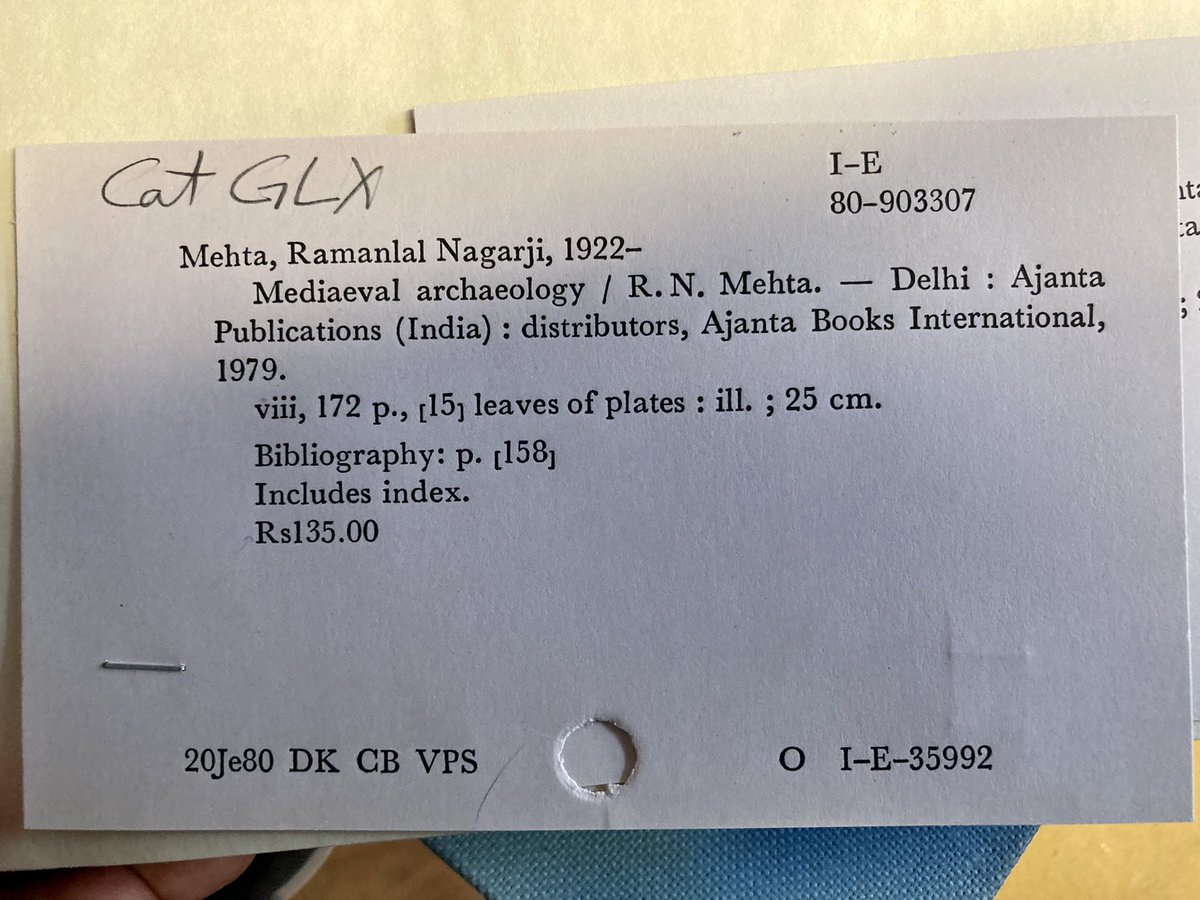 Cat GLX
I–E
80–903307
Mehta, Ramanlal Nagarji, 1922–
Mediaeval archaeology / R. N. Mehta. — Delhi : Ajanta
Publications (India) : distributors, Ajanta Books International,
1979.
viii, 172 p., [15] leaves of plates : ill. ; 25 cm.
Bibliography: p. [158]
Includes index.
Rs135.00
20Je80 DK CB VPS O I–E–35992